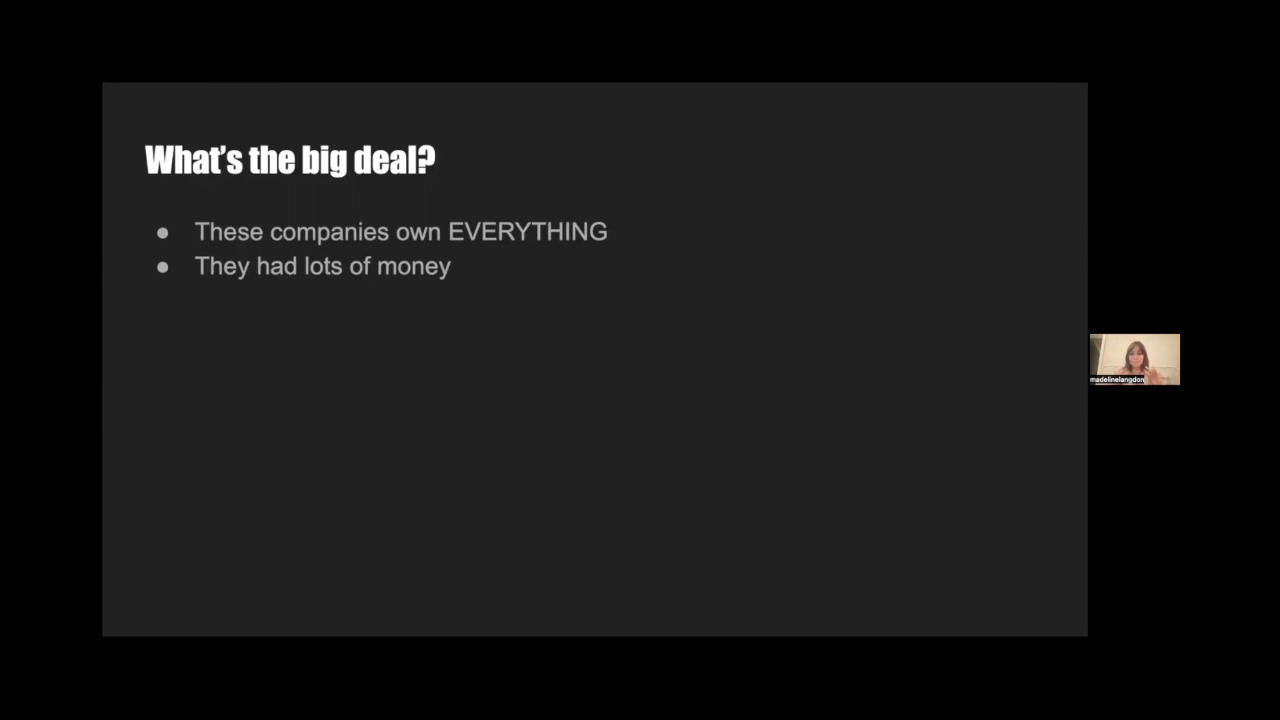 What's the big deal?
● These companies own EVERYTHING
● They had lots of money
madelinelangdon